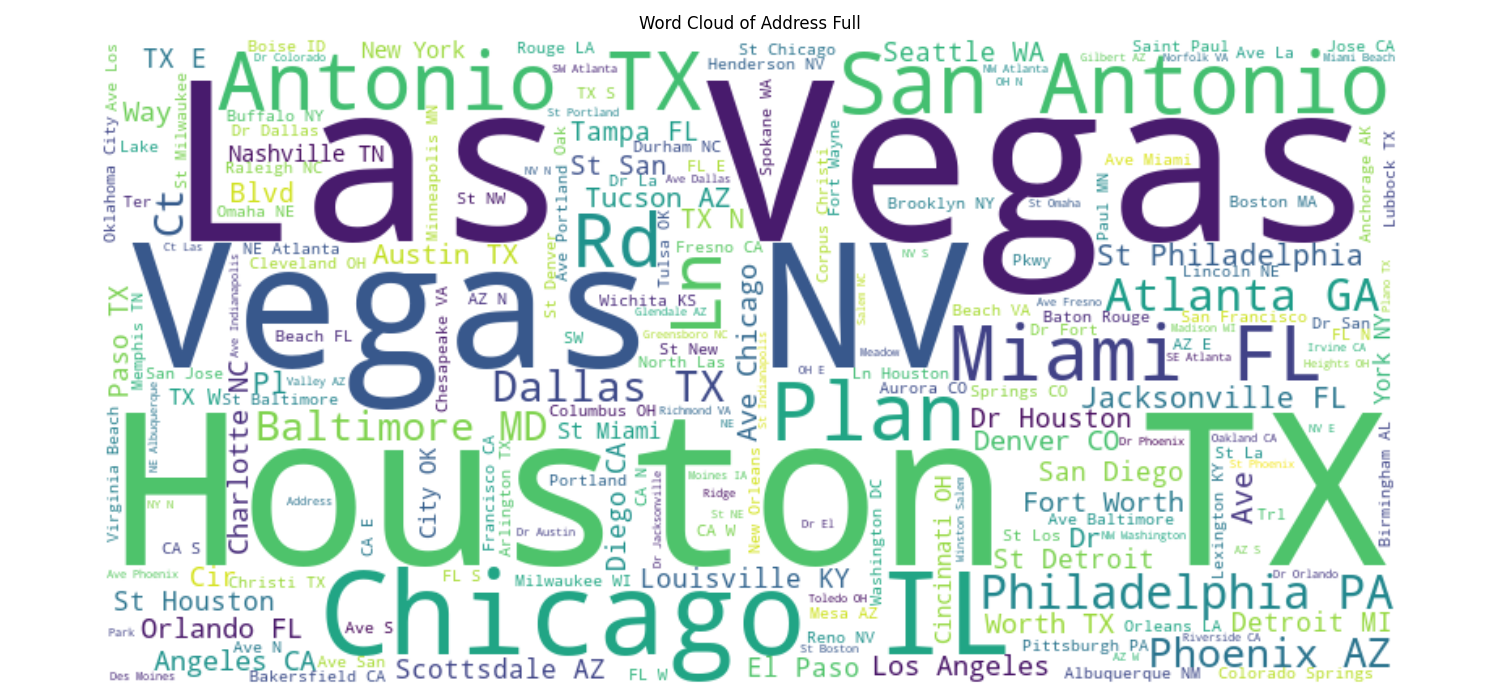 Word Cloud of Address Full
Las Vegas
Vegas NV
Houston TX
Chicago IL
San Antonio
Antonio TX
Miami FL
Plan
Rd
Ln
Dallas TX
Atlanta GA
Philadelphia PA
Phoenix AZ
Baltimore MD
Jacksonville FL
Seattle WA
TX E
Boise ID
Dr Colorado
New York
Rouge LA
SW Atlanta
TX S
St Chicago
Henderson NV
NW Atlanta
OH N
Saint Paul
Gilbert AZ
Norfolk VA
Ave La
Jose CA
Miami Beach
Oklahoma City
Ave Los
Way
Lake
St Milwaukee
Buffalo NY
Dr Dallas
Nashville TN
Raleigh NC
Blvd
Omaha NE
Ter
Ct
Minneapolis MN
St NW
NV N
St Portland
Tampa FL
Durham NC
St San
FL E
Dr La
Ave Dallas
Tucson AZ
TX N
Oak
Ave Portland
Spokane WA
Corpus Christi
Fort Wayne
Brooklyn NY
St Omaha
Ave Miami
Paul MN
Boston MA
Anchorage AK
Lubbock TX
Ct Las
NE Atlanta
Cleveland OH
Austin TX
Ave Indianapolis
AZ N
Beach FL
Chesapeake VA
St Denver
Tulsa OK
Fresno CA
Wichita KS
Glendale AZ
SW
Greensboro NC
St New
North Las
NV S
Pkwy
St Philadelphia
Lincoln NE
Plano TX
Beach VA
Ave Fresno
Baton Rouge
San Francisco
Dr San
Dr Fort
Madison WI
FL N
AZ E
SE Atlanta
Irvine CA
Heights OH
York NY
Salem NC
Meadow
Paso TX
Memphis TN
San Jose
Pl
Valley AZ
TX W
St Baltimore
NE Albuquerque
Charlotte NC
Virginia Beach
NY N
Columbus OH
Richmond VA
NE
St Miami
Ave Chicago
St Indianapolis
OH E
Ln Houston
Aurora CO
Springs CO
Dr Houston
Denver CO
Dr Phoenix
Oakland CA
NV E
St La
St Phoenix
San Diego
Fort Worth
Ave Baltimore
Ave
Trl
Lexington KY
Birmingham AL
St Los
Dr
NW Washington
AZ S
St Detroit
City OK
Address
CA E
CA S
Francisco CA
Arlington TX
Dr Austin
Portland
Diego CA
CA N
Dr Jacksonville
Moines IA
Ridge
St NE
CA W
New Orleans
Dr El
Washington DC
Cincinnati OH
Winston Salem
Ave Phoenix
Cir
Christi TX
FL S
Milwaukee WI
Louisville KY
Dr Orlando
St Houston
Toledo OH
Mesa AZ
Park
Orlando FL
Ave S
Reno NV
Worth TX
Orleans LA
Detroit MI
Ave N
St Boston
Pittsburgh PA
Riverside CA
Angeles CA
Ave San
AZ W
Des Moines
Bakersfield CA
Scottsdale AZ
FL W
El Paso
Los Angeles
Albuquerque NM
Colorado Springs